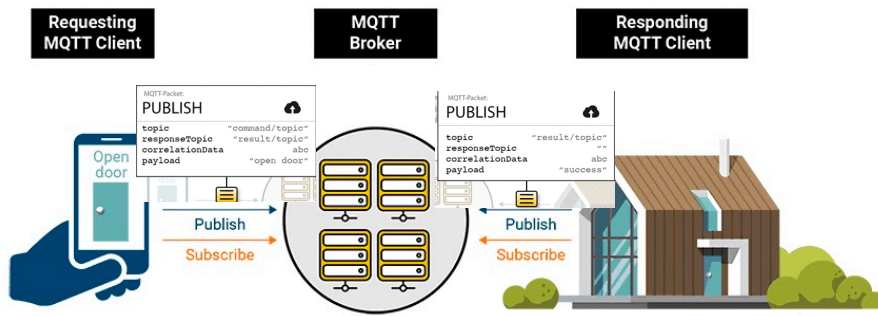 Requesting
MQTT Client
MQTT
Broker
Responding
MQTT Client
MQTT-Packet:
PUBLISH
topic "command/topic"
responseTopic "result/topic"
correlationData abc
payload "open door"
MQTT-Packet:
PUBLISH
topic "result/topic"
responseTopic ""
correlationData abc
payload "success"
Open
door
Publish
Subscribe
Publish
Subscribe